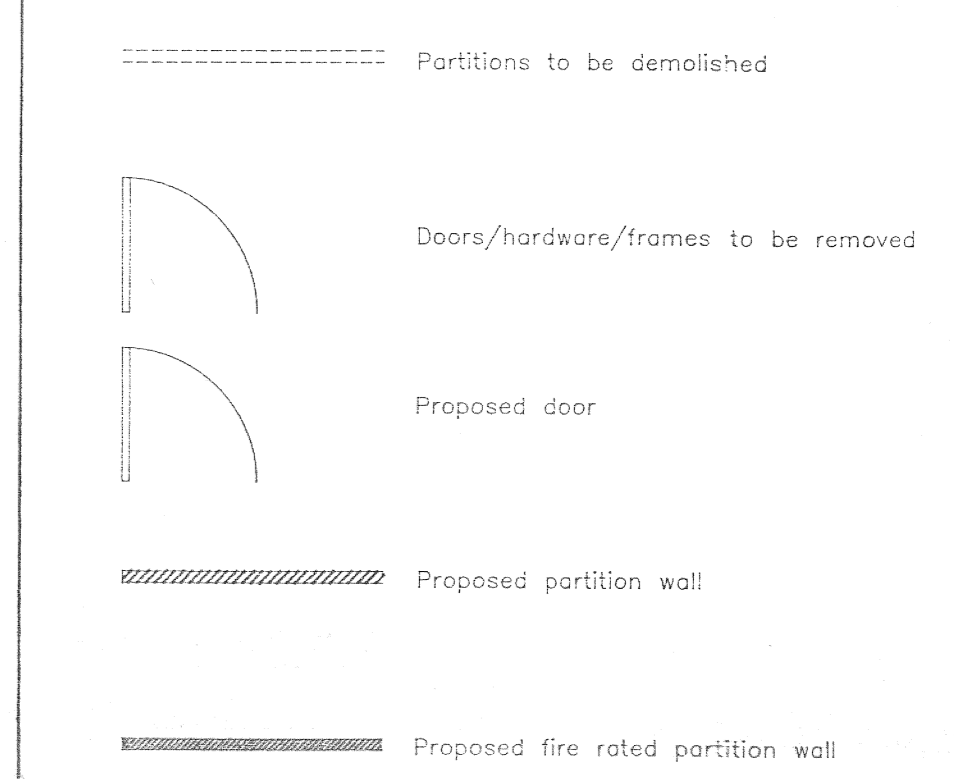 Partitions to be demolished
Doors/hardware/frames to be removed
Proposed door
Proposed partition wall
Proposed fire rated partition wall